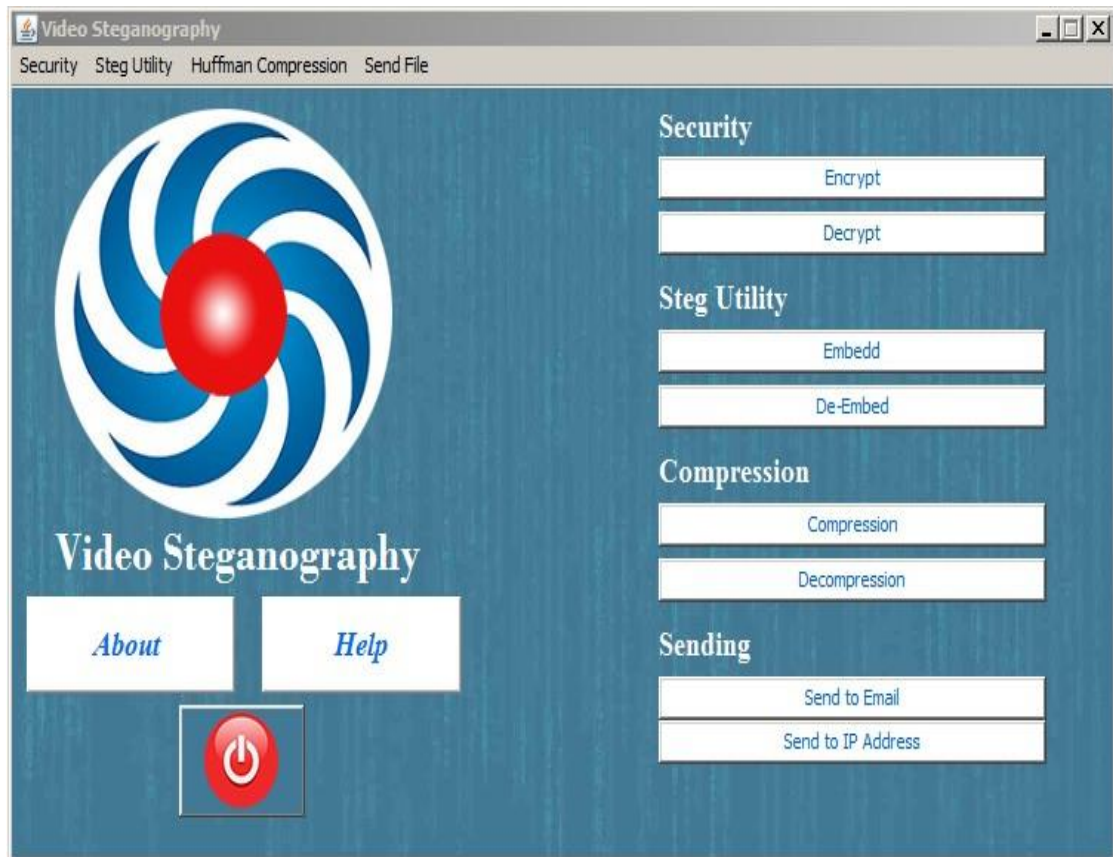 Video Steganography
Security Steg Utility Huffman Compression Send File
Video Steganography
About
Help
Security
Encrypt
Decrypt
Steg Utility
Embedd
De-Embed
Compression
Compression
Decompression
Sending
Send to Email
Send to IP Address